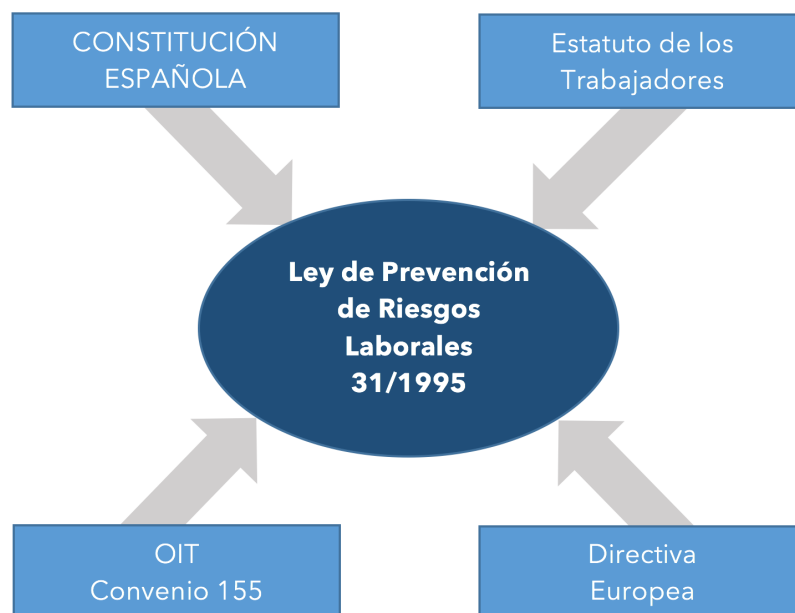 CONSTITUCIÓN
ESPAÑOLA
Estatuto de los
Trabajadores
Ley de Prevención
de Riesgos
Laborales
31/1995
OIT
Convenio 155
Directiva
Europea